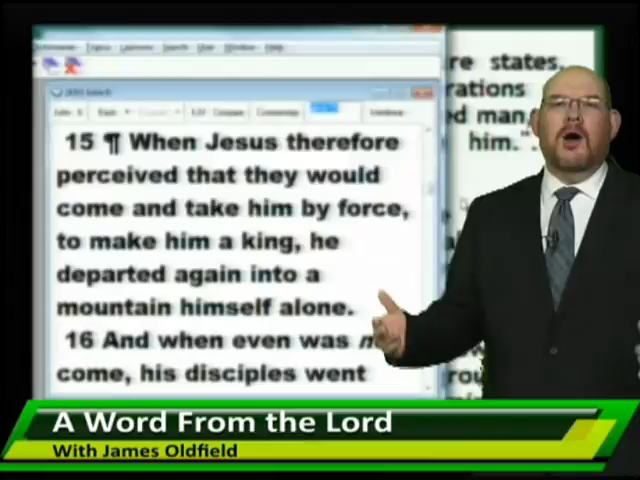 re states.
rations
ed man,
him.".
15 ¶ When Jesus therefore
perceived that they would
come and take him by force,
to make him a king, he
departed again into a
mountain himself alone.
16 And when even was
come, his disciples went
A Word From the Lord
With James Oldfield